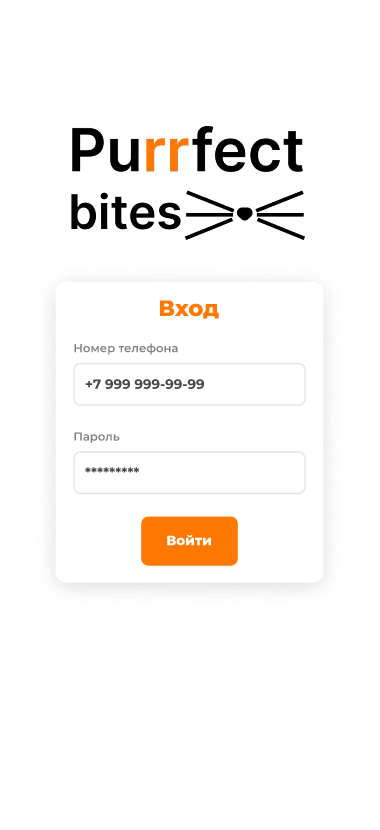 Purrfect
bites
Вход
Номер телефона
+7 999 999-99-99
Пароль
*********
Войти